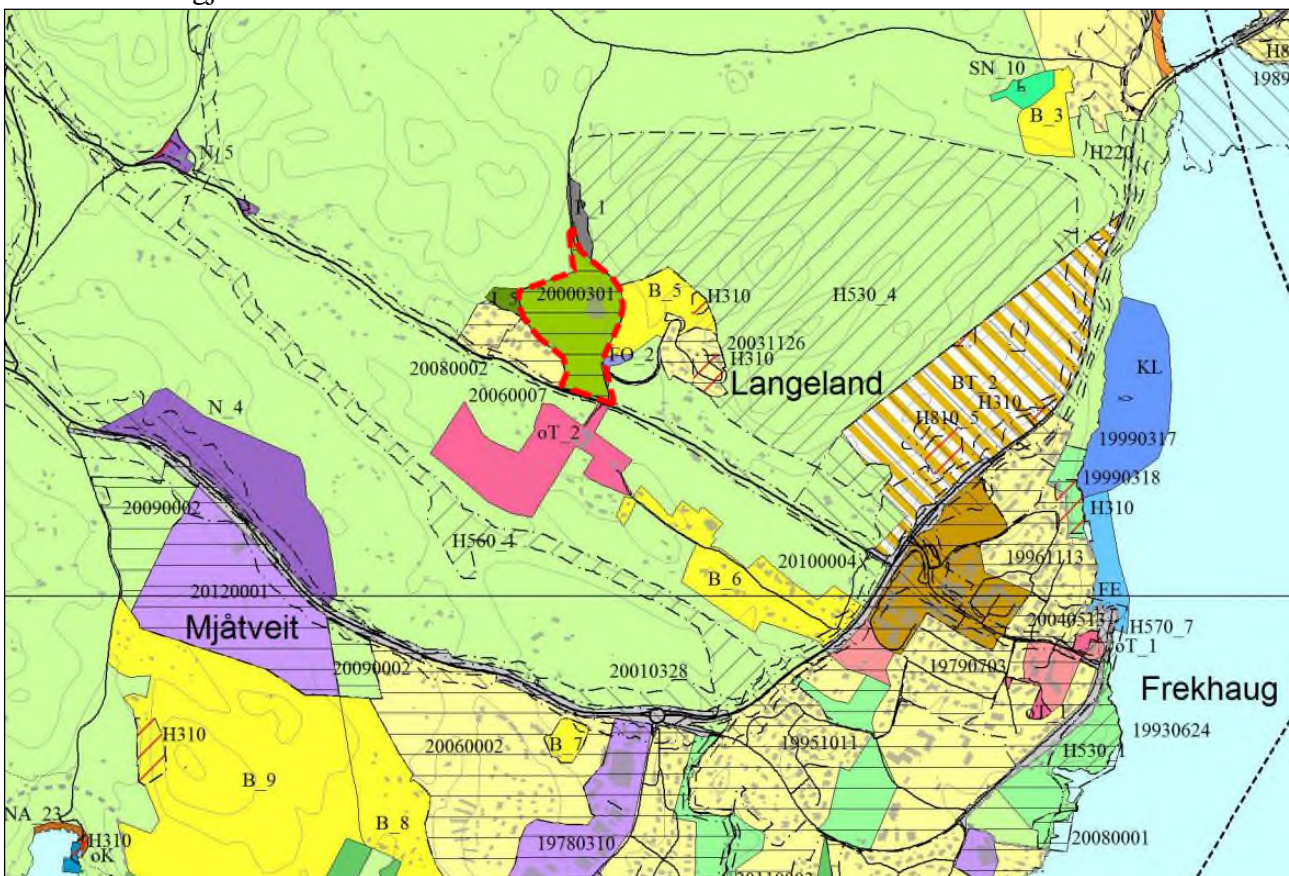 SN_10
H8
1989
B_3
H220
N_5
P_1
20000301
B_5
H310
H530_4
FO_2
20031126
H310
20080002
Langeland
BT_2
H310
KL
20060007
N_4
oT_2
H810_5
19990317
19990318
H310
20090002
H560_4
20100004
19961113
B_6
20120001
FE
Mjåtveit
20040513
H570_7
oT_1
20090002
20010328
19790703
Frekhaug
H310
20060002
B_7
19951011
H530_1
19930624
B_9
B_8
NA_23
H310
oK
19780310
20080001